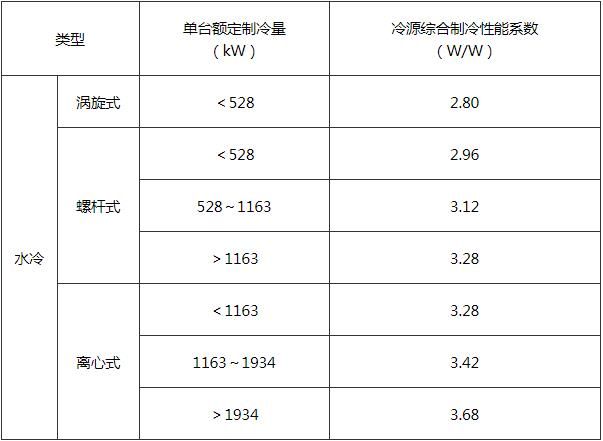 类型
单台额定制冷量
（kW）
冷源综合制冷性能系数
（W/W）
水冷
涡旋式
＜528
2.80
螺杆式
＜528
2.96
528～1163
3.12
＞1163
3.28
离心式
＜1163
3.28
1163～1934
3.42
＞1934
3.68